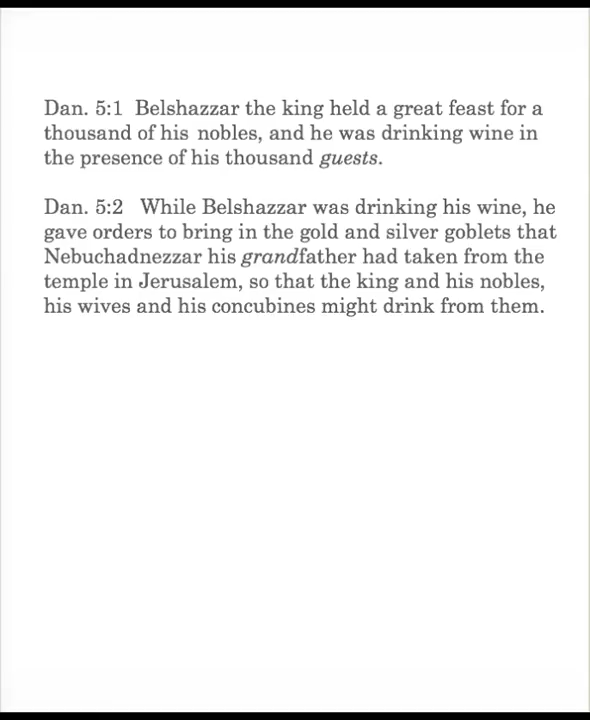 Dan. 5:1 Belshazzar the king held a great feast for a
thousand of his nobles, and he was drinking wine in
the presence of his thousand guests.
Dan. 5:2 While Belshazzar was drinking his wine, he
gave orders to bring in the gold and silver goblets that
Nebuchadnezzar his grandfather had taken from the
temple in Jerusalem, so that the king and his nobles,
his wives and his concubines might drink from them.